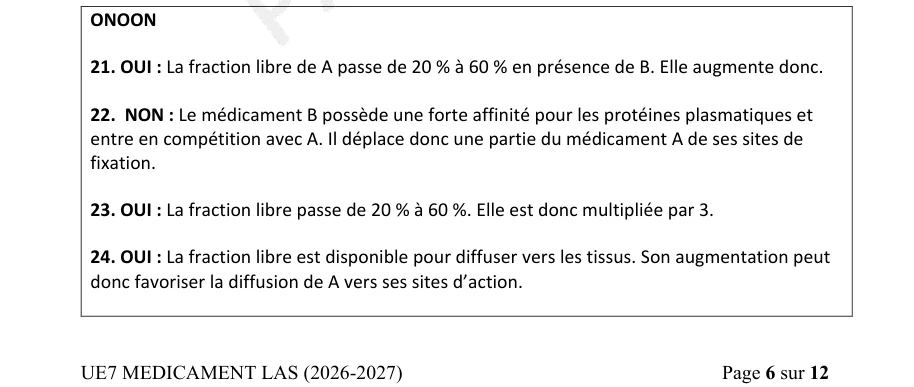 ONOON
21. OUI : La fraction libre de A passe de 20 % à 60 % en présence de B. Elle augmente donc.
22. NON : Le médicament B possède une forte affinité pour les protéines plasmatiques et
entre en compétition avec A. Il déplace donc une partie du médicament A de ses sites de
fixation.
23. OUI : La fraction libre passe de 20 % à 60 %. Elle est donc multipliée par 3.
24. OUI : La fraction libre est disponible pour diffuser vers les tissus. Son augmentation peut
donc favoriser la diffusion de A vers ses sites d’action.
UE7 MEDICAMENT LAS (2026-2027)
Page 6 sur 12